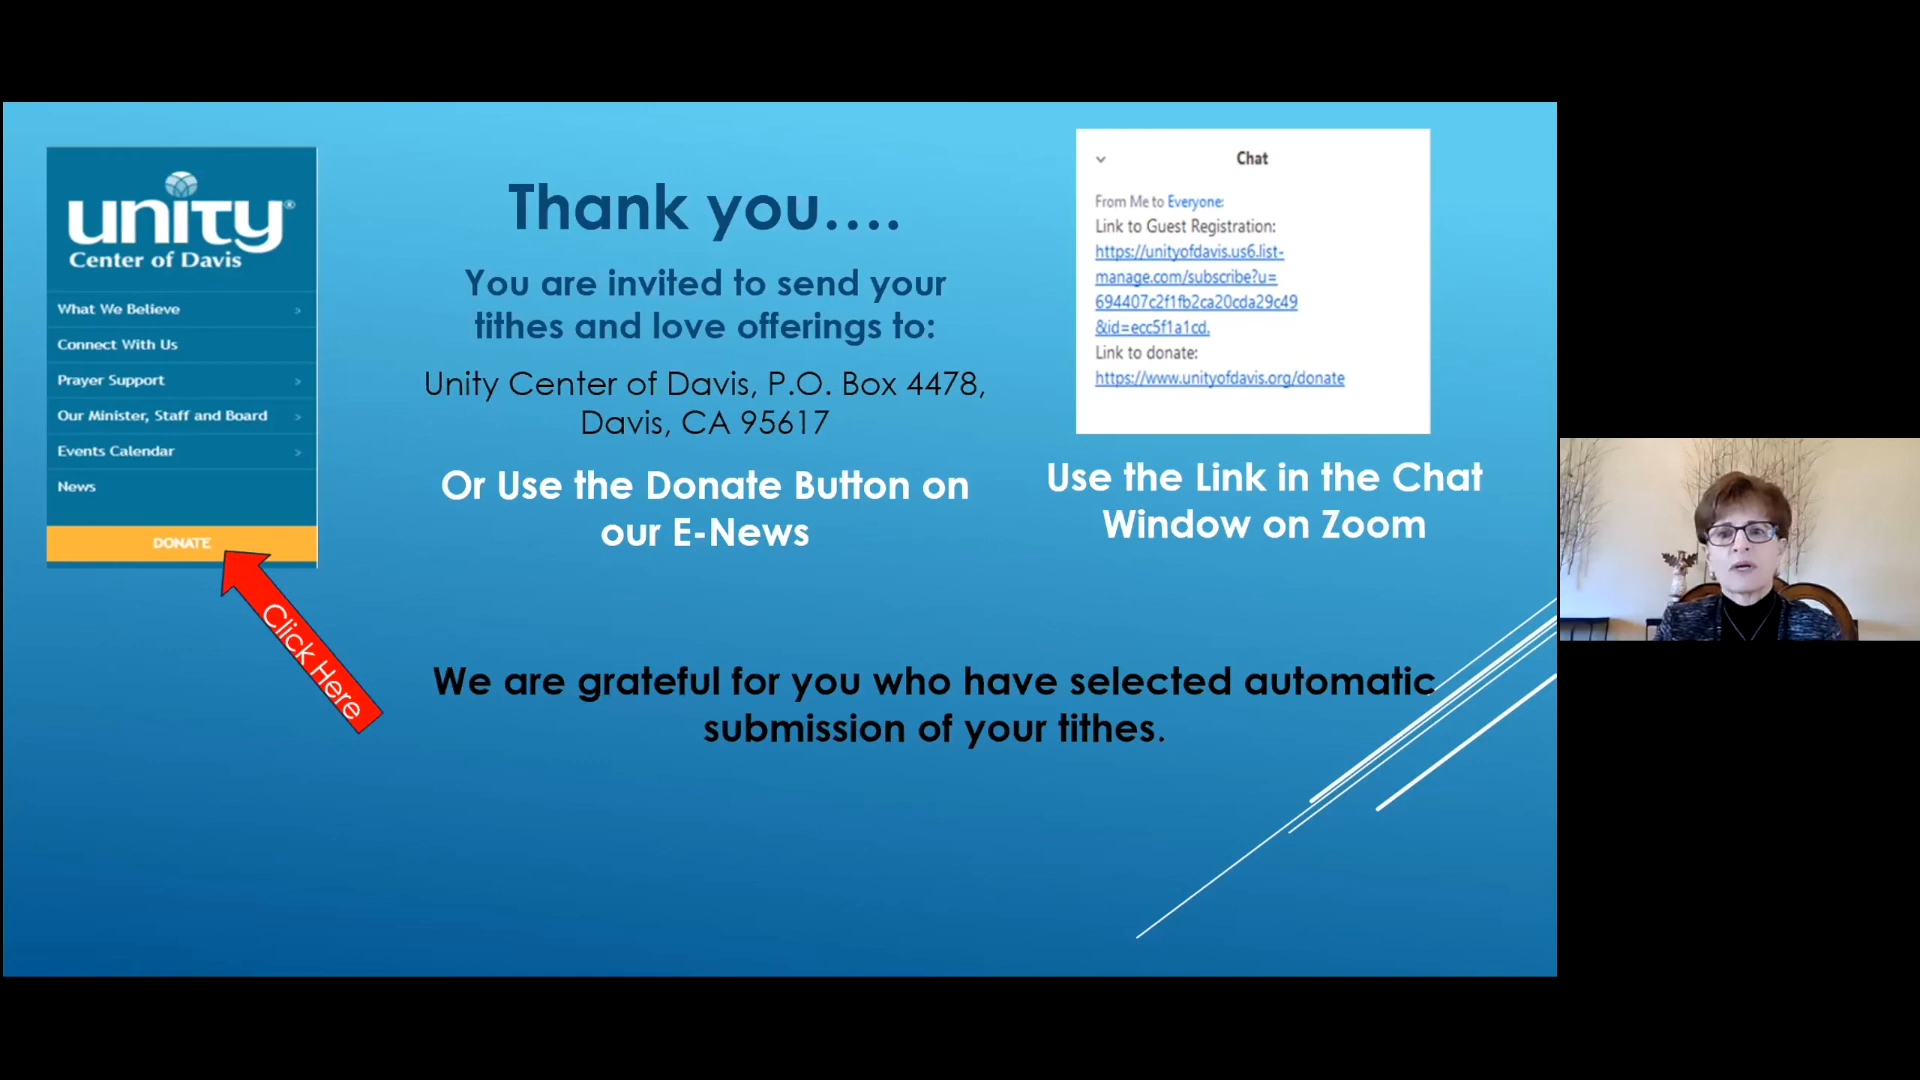 unity®
Center of Davis
What We Believe
Connect With Us
Prayer Support
Our Minister, Staff and Board
Events Calendar
News
DONATE
Click Here
Thank you....
You are invited to send your
tithes and love offerings to:
Unity Center of Davis, P.O. Box 4478,
Davis, CA 95617
Or Use the Donate Button on
our E-News
Chat
From Me to Everyone:
Link to Guest Registration:
https://unityofdavis.us6.list-
manage.com/subscribe?u=
694407c2f1fb2ca20cda29c49
&id=ecc5f1a1cd.
Link to donate:
https://www.unityofdavis.org/donate
Use the Link in the Chat
Window on Zoom
We are grateful for you who have selected automatic
submission of your tithes.